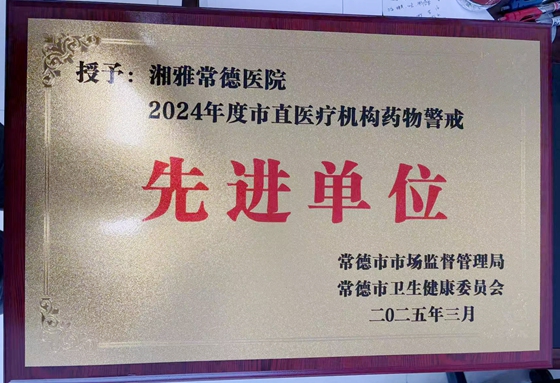 授予：湘雅常德医院
2024年度市直医疗机构药物警戒
先进单位
常德市市场监督管理局
常德市卫生健康委员会
二〇二五年三月